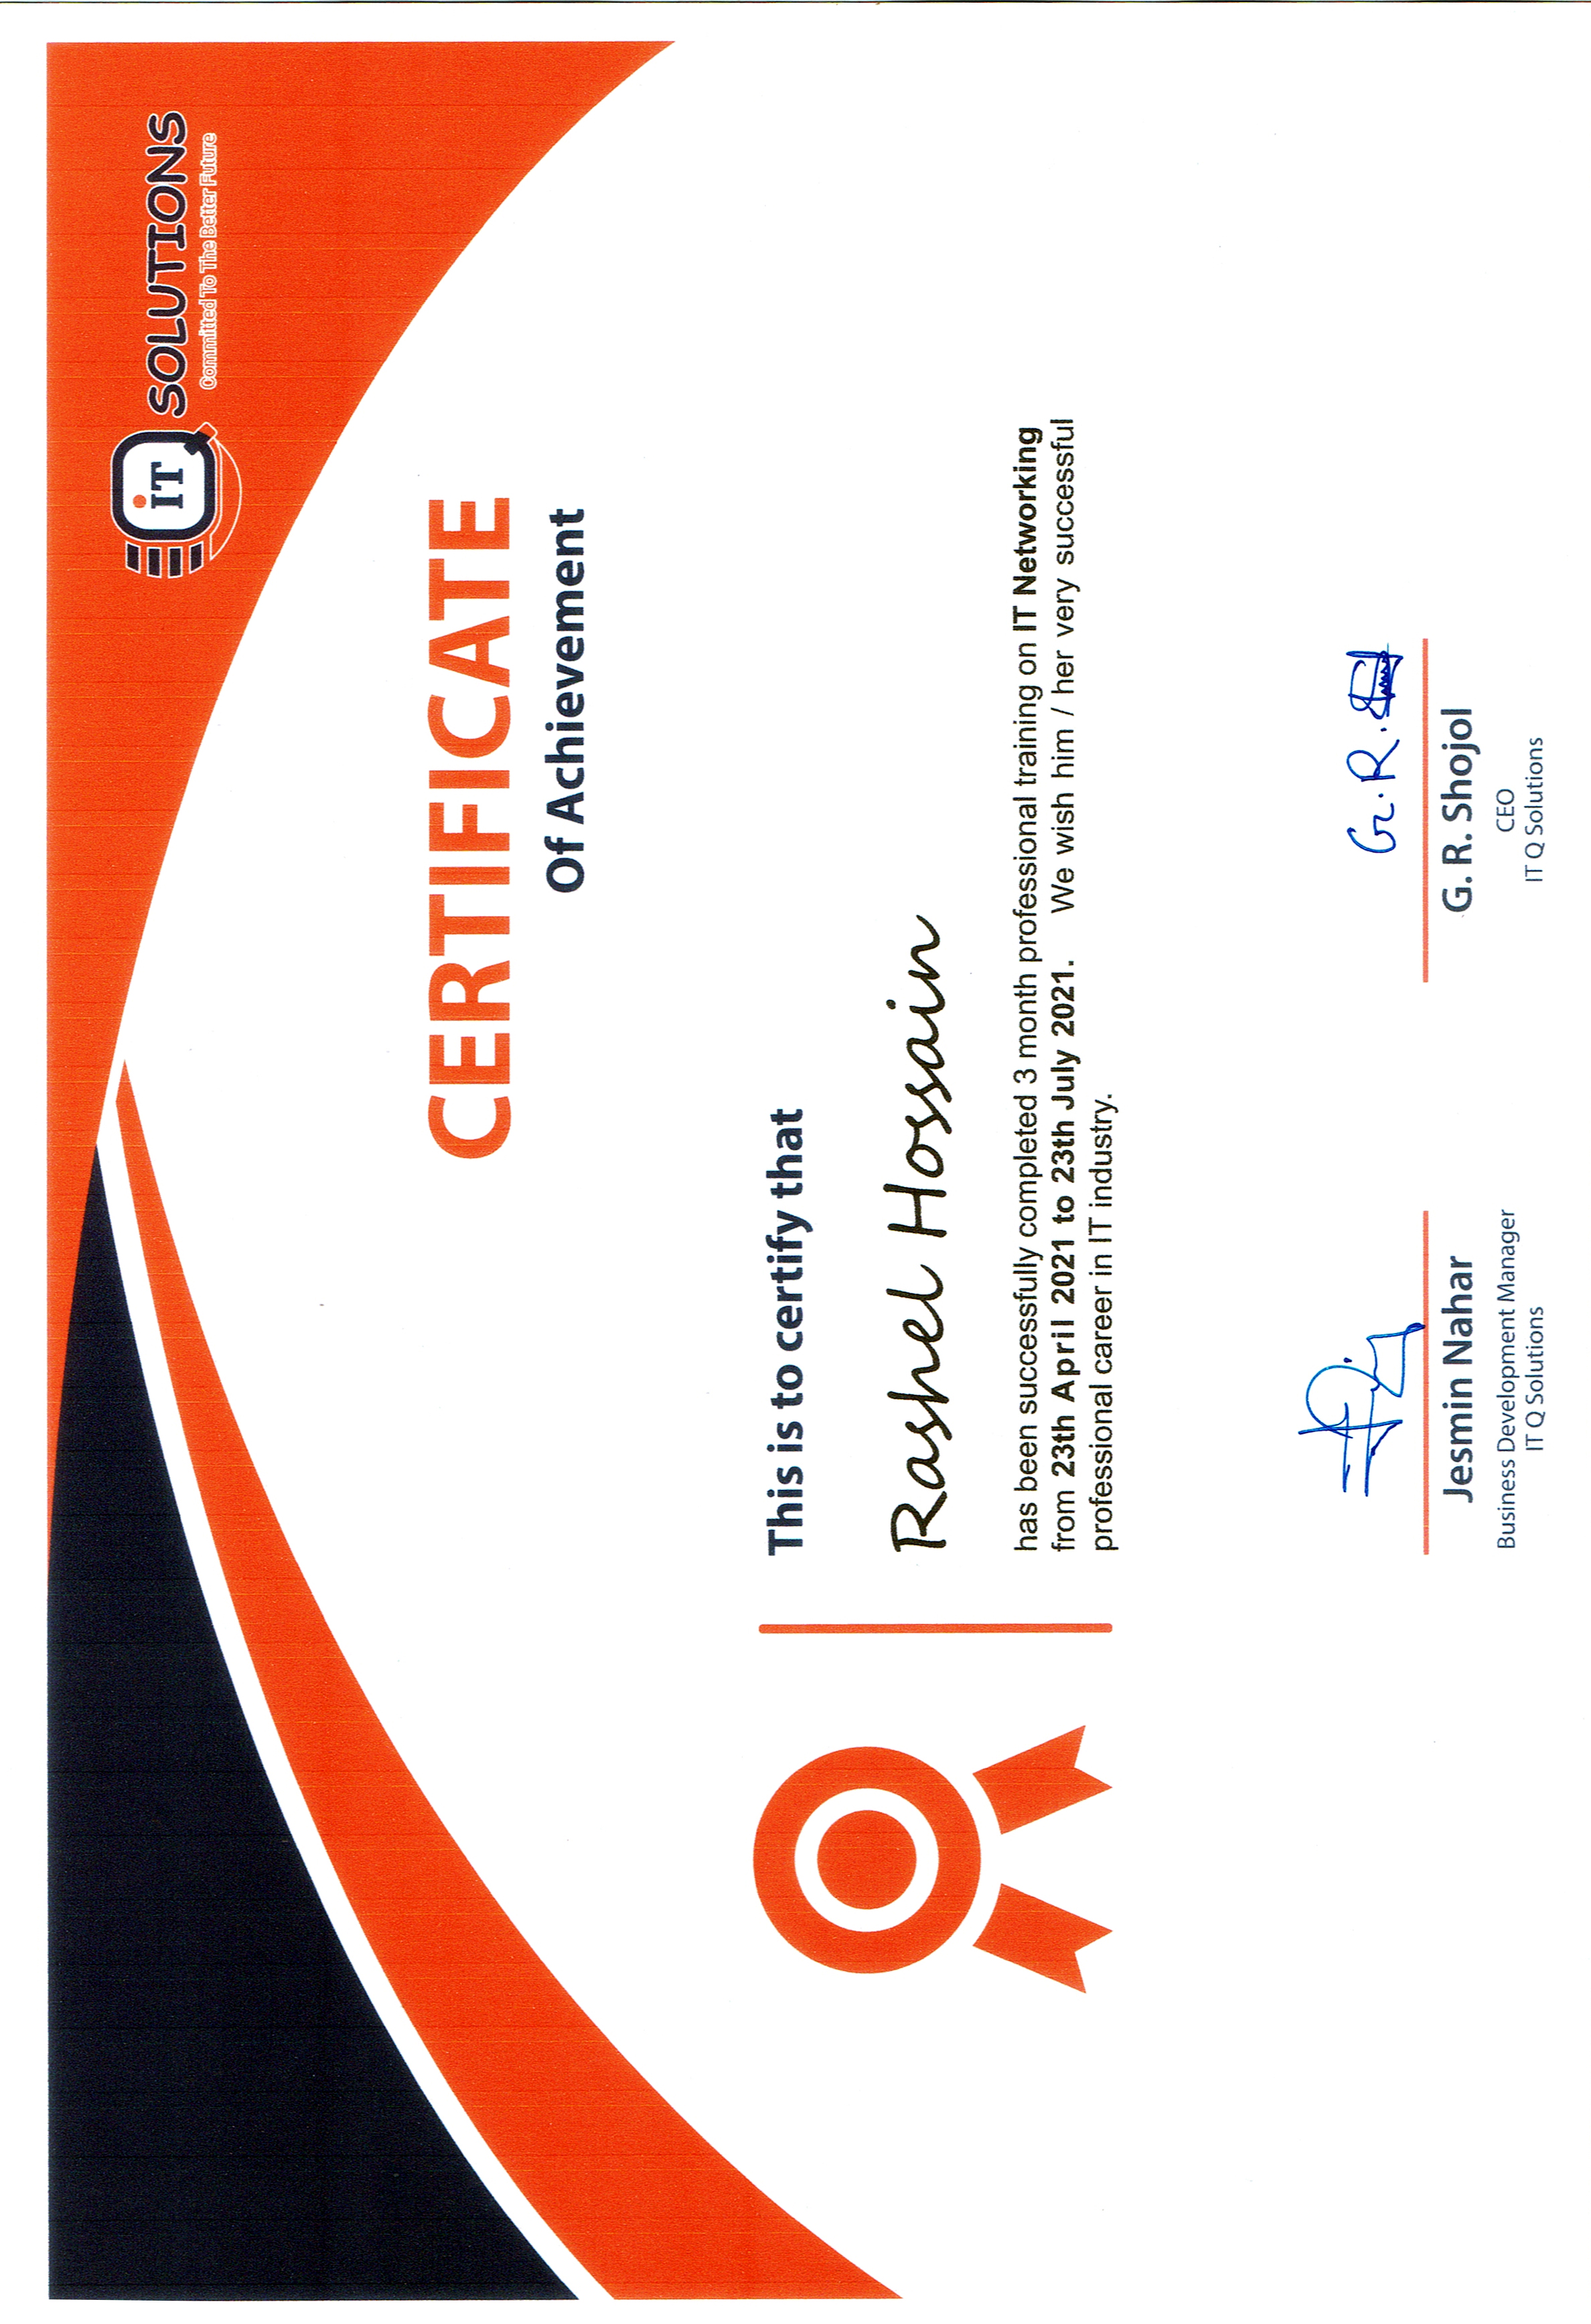 iT
SOLUTIONS
Committed To The Better Future
CERTIFICATE
Of Achievement
This is to certify that
Rashel Hossain
has been successfully completed 3 month professional training on IT Networking
from 23th April 2021 to 23th July 2021. We wish him / her very successful
professional career in IT industry.
G. R.
Jesmin Nahar
G. R. Shojol
Business Development Manager
CEO
IT Q Solutions
IT Q Solutions